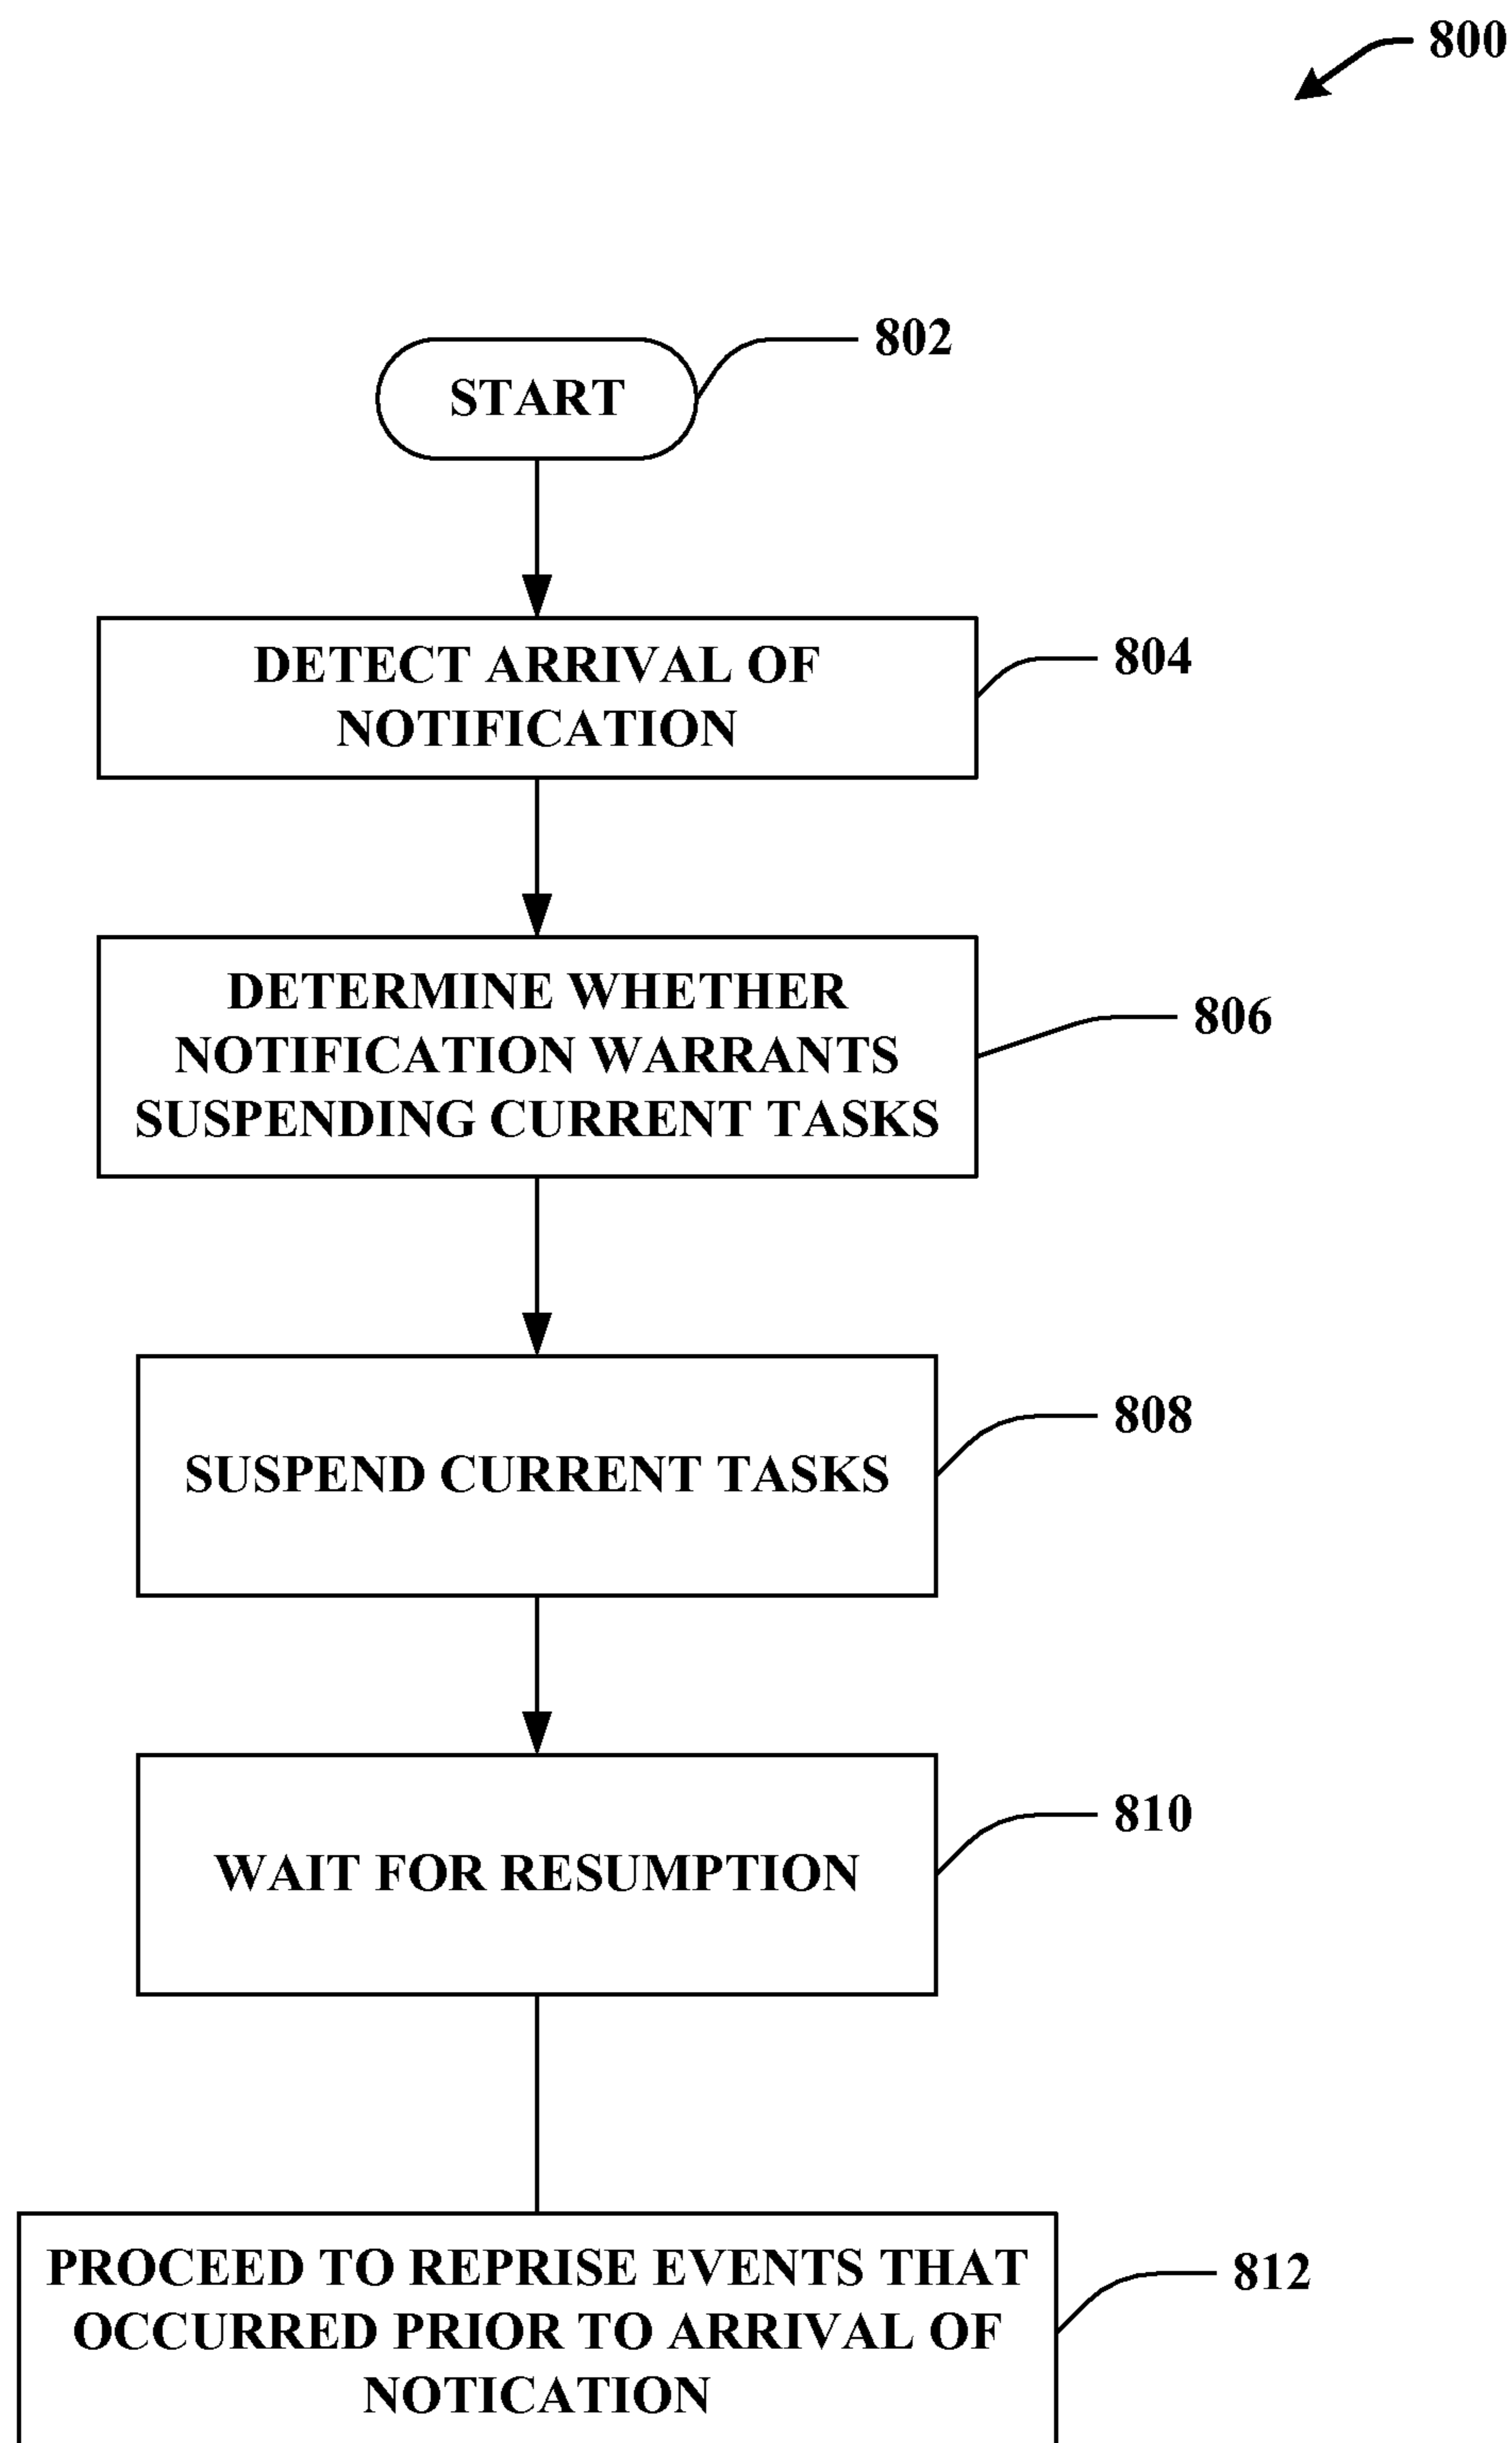 800
802
START
DETECT ARRIVAL OF
NOTIFICATION
804
DETERMINE WHETHER
NOTIFICATION WARRANTS
SUSPENDING CURRENT TASKS
806
SUSPEND CURRENT TASKS
808
WAIT FOR RESUMPTION
810
PROCEED TO REPRISE EVENTS THAT
OCCURRED PRIOR TO ARRIVAL OF
NOTICATION
812